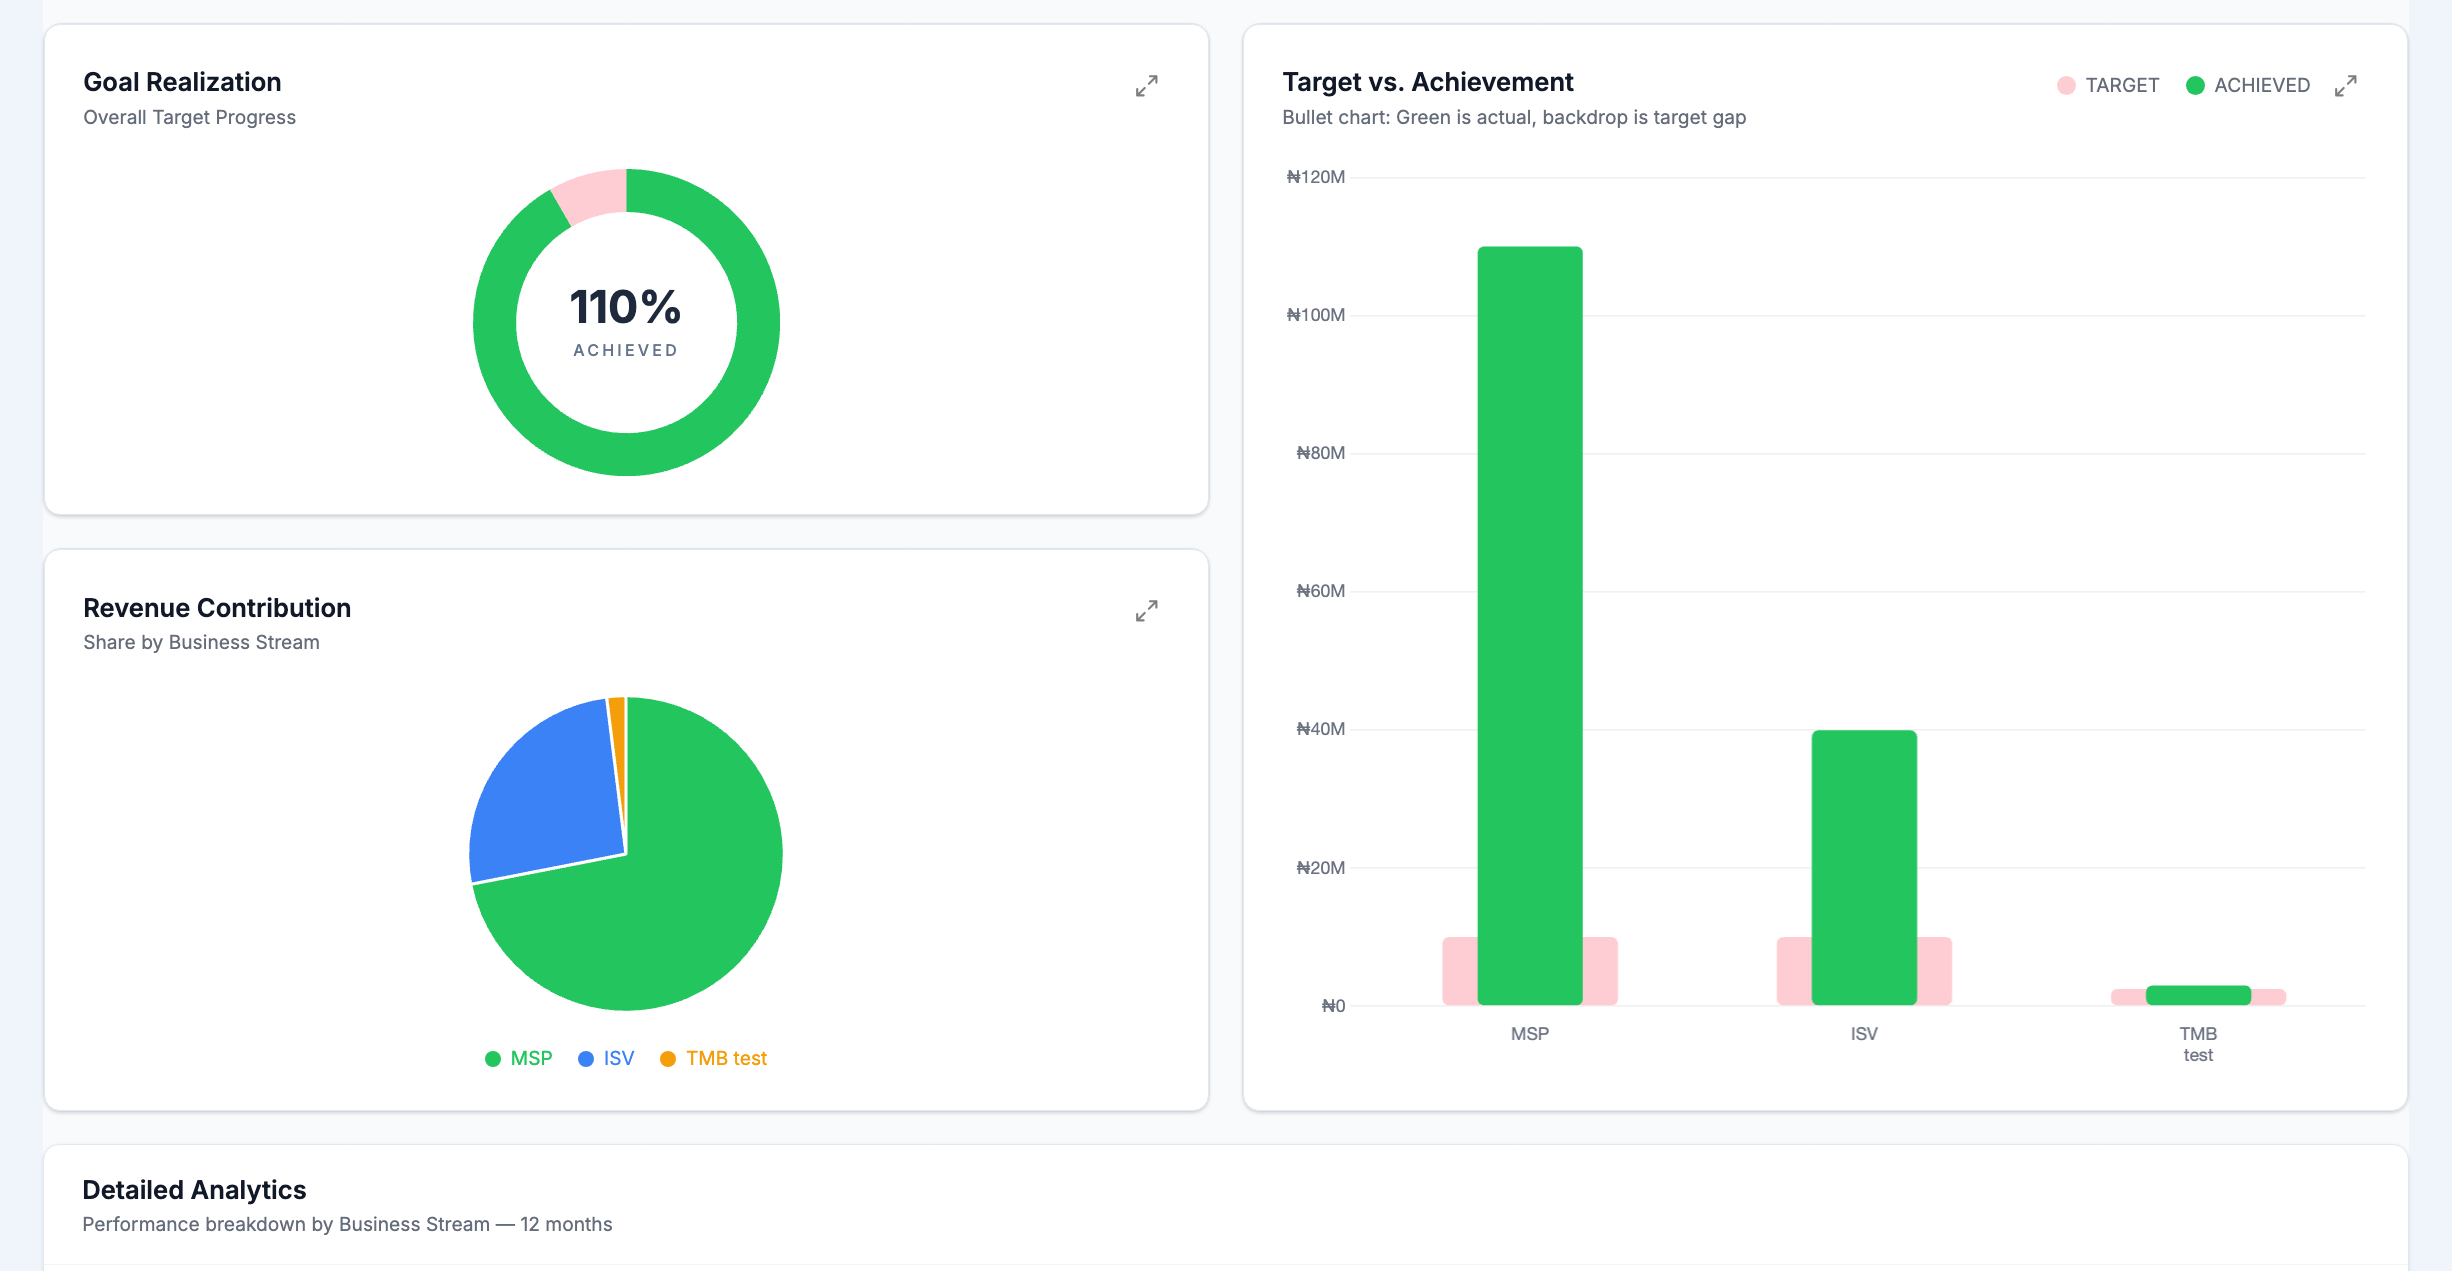 Goal Realization
Overall Target Progress
110%
ACHIEVED
Revenue Contribution
Share by Business Stream
MSP
ISV
TMB test
Target vs. Achievement
TARGET
ACHIEVED
Bullet chart: Green is actual, backdrop is target gap
₦120M
₦100M
₦80M
₦60M
₦40M
₦20M
₦0
MSP
ISV
TMB
test
Detailed Analytics
Performance breakdown by Business Stream — 12 months